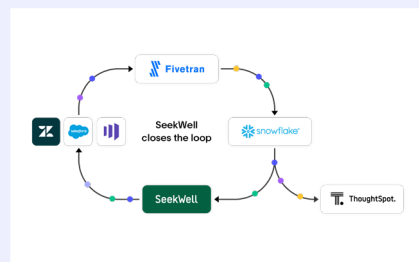 Fivetran
SeekWell
closes the loop
salesforce
snowflake
SeekWell
ThoughtSpot.